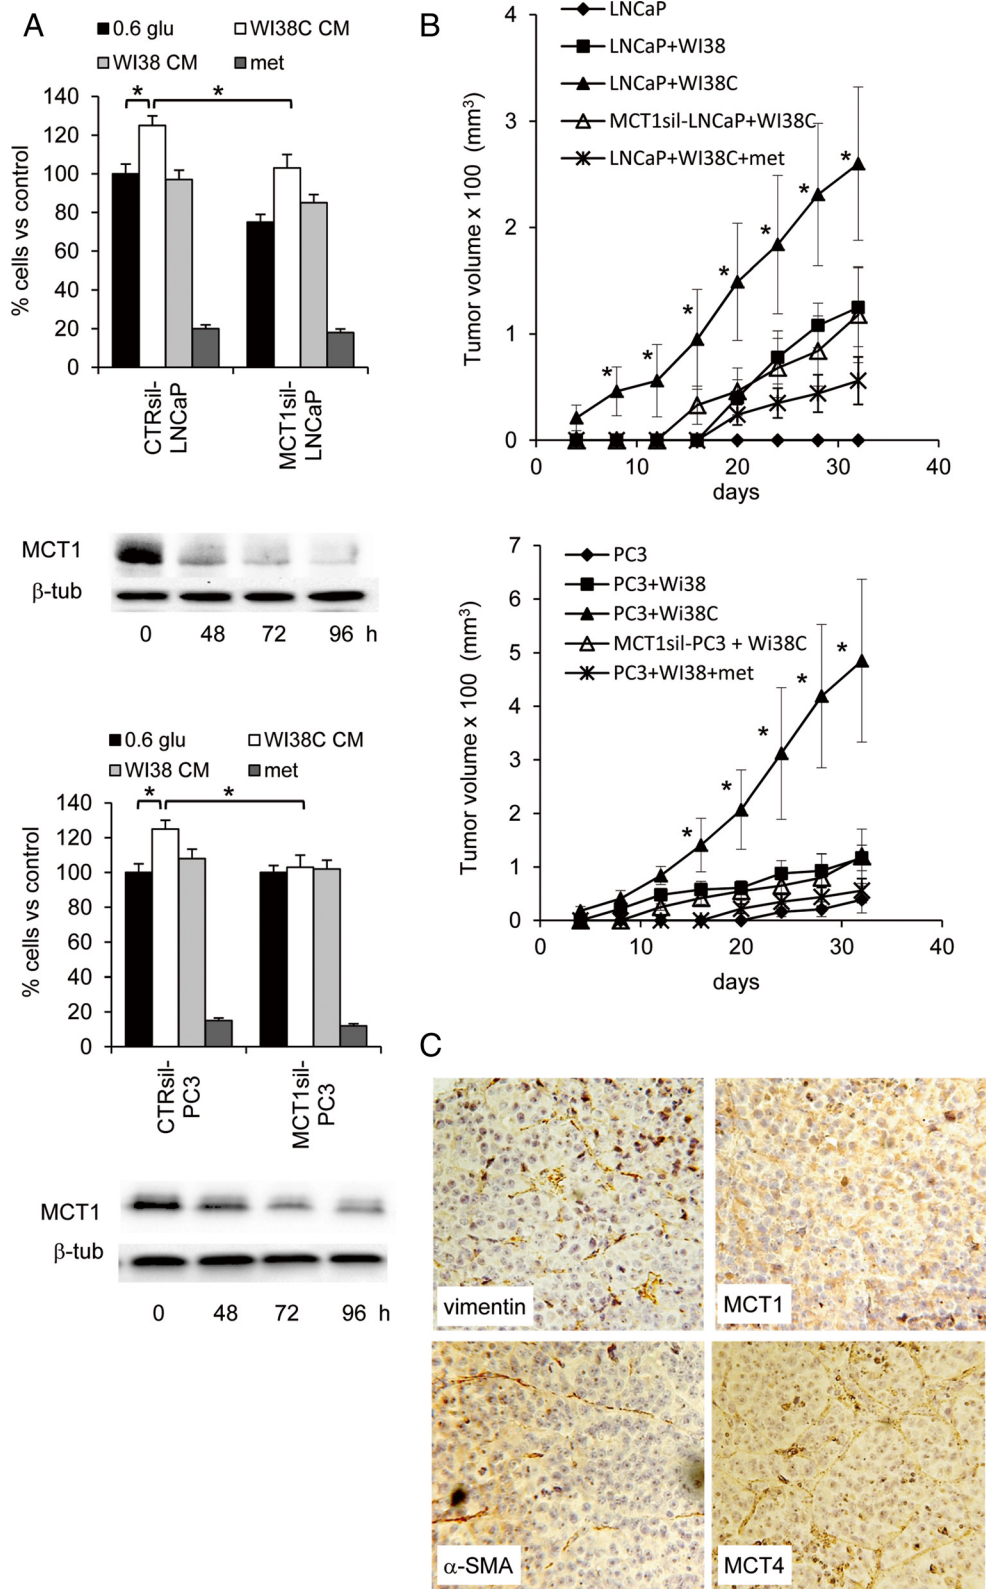 A
0.6 glu
WI38C CM
WI38 CM
met
*
*
% cells vs control
140
120
100
80
60
40
20
0
CTRsil-
LNCaP
MCT1sil-
LNCaP
MCT1
β-tub
0 48 72 96 h
0.6 glu
WI38C CM
WI38 CM
met
*
*
% cells vs control
140
120
100
80
60
40
20
0
CTRsil-
PC3
MCT1sil-
PC3
MCT1
β-tub
0 48 72 96 h
B
LNCaP
LNCaP+WI38
LNCaP+WI38C
MCT1sil-LNCaP+WI38C
LNCaP+WI38C+met
Tumor volume x 100 (mm³)
4
3
2
1
0
* * * * * * * *
0 10 20 30 40
days
PC3
PC3+Wi38
PC3+Wi38C
MCT1sil-PC3 + Wi38C
PC3+WI38+met
Tumor volume x 100 (mm³)
7
6
5
4
3
2
1
0
* * * * *
0 10 20 30 40
days
C
vimentin
MCT1
α-SMA
MCT4